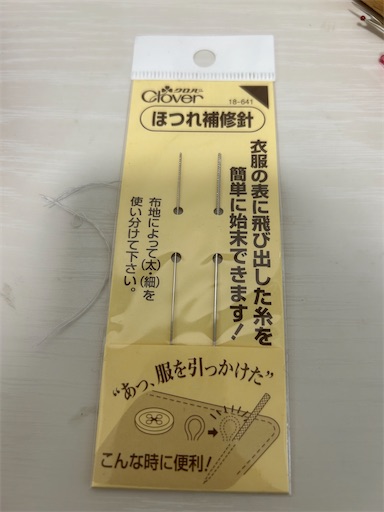 クロバー
Clover
18-641
ほつれ補修針
衣服の表に飛び出した糸を
簡単に始末できます!
布地によって(太)・(細)を
使い分けて下さい。
“あっ、服を引っかけた”
こんな時に便利!